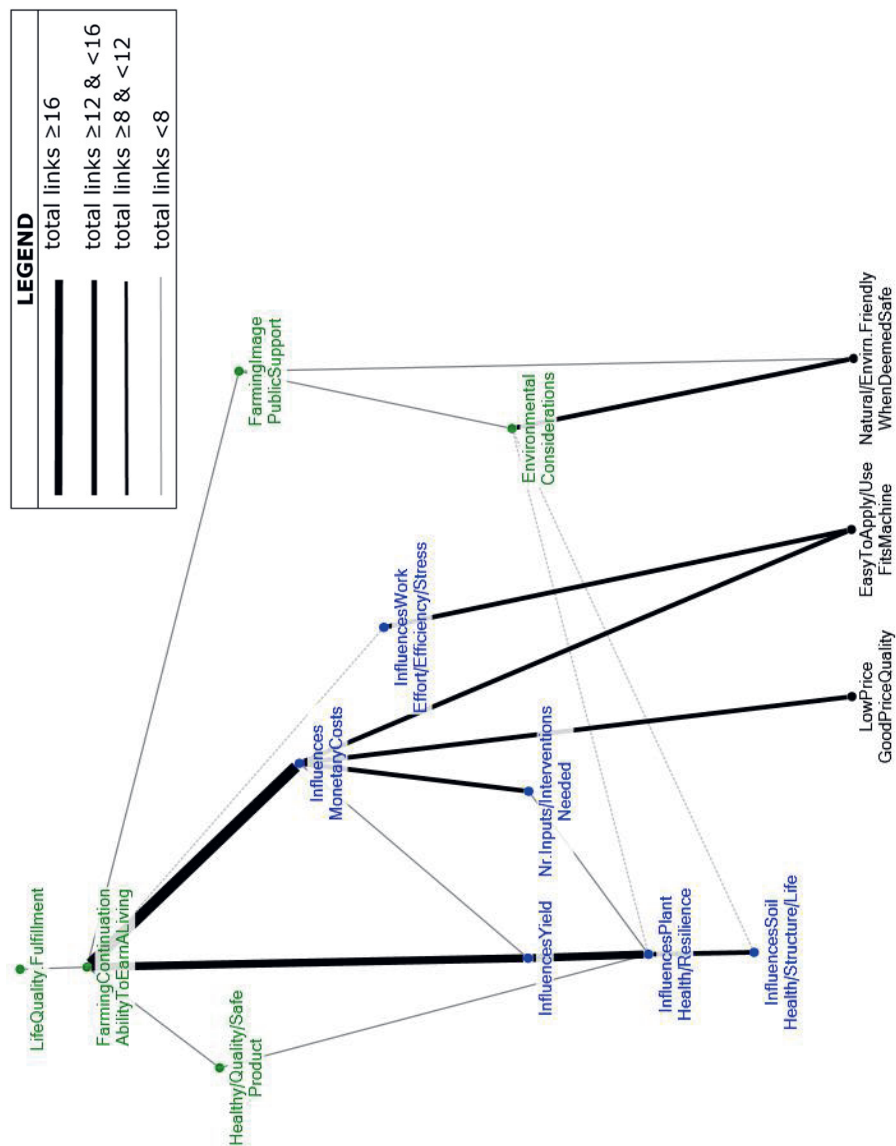 LEGEND
total links ≥16
total links ≥12 & <16
total links ≥8 & <12
total links <8
LifeQuality.Fulfillment
FarmingContinuation
AbilityToEarnALiving
Healthy/Quality/Safe
Product
FarmingImage
PublicSupport
Influences
MonetaryCosts
InfluencesWork
Effort/Efficiency/Stress
Environmental
Considerations
InfluencesYield
Nr.Inputs/Interventions
Needed
InfluencesPlant
Health/Resilience
InfluencesSoil
Health/Structure/Life
LowPrice
GoodPriceQuality
EasyToApply/Use
FitsMachine
Natural/Envirn.Friendly
WhenDeemedSafe